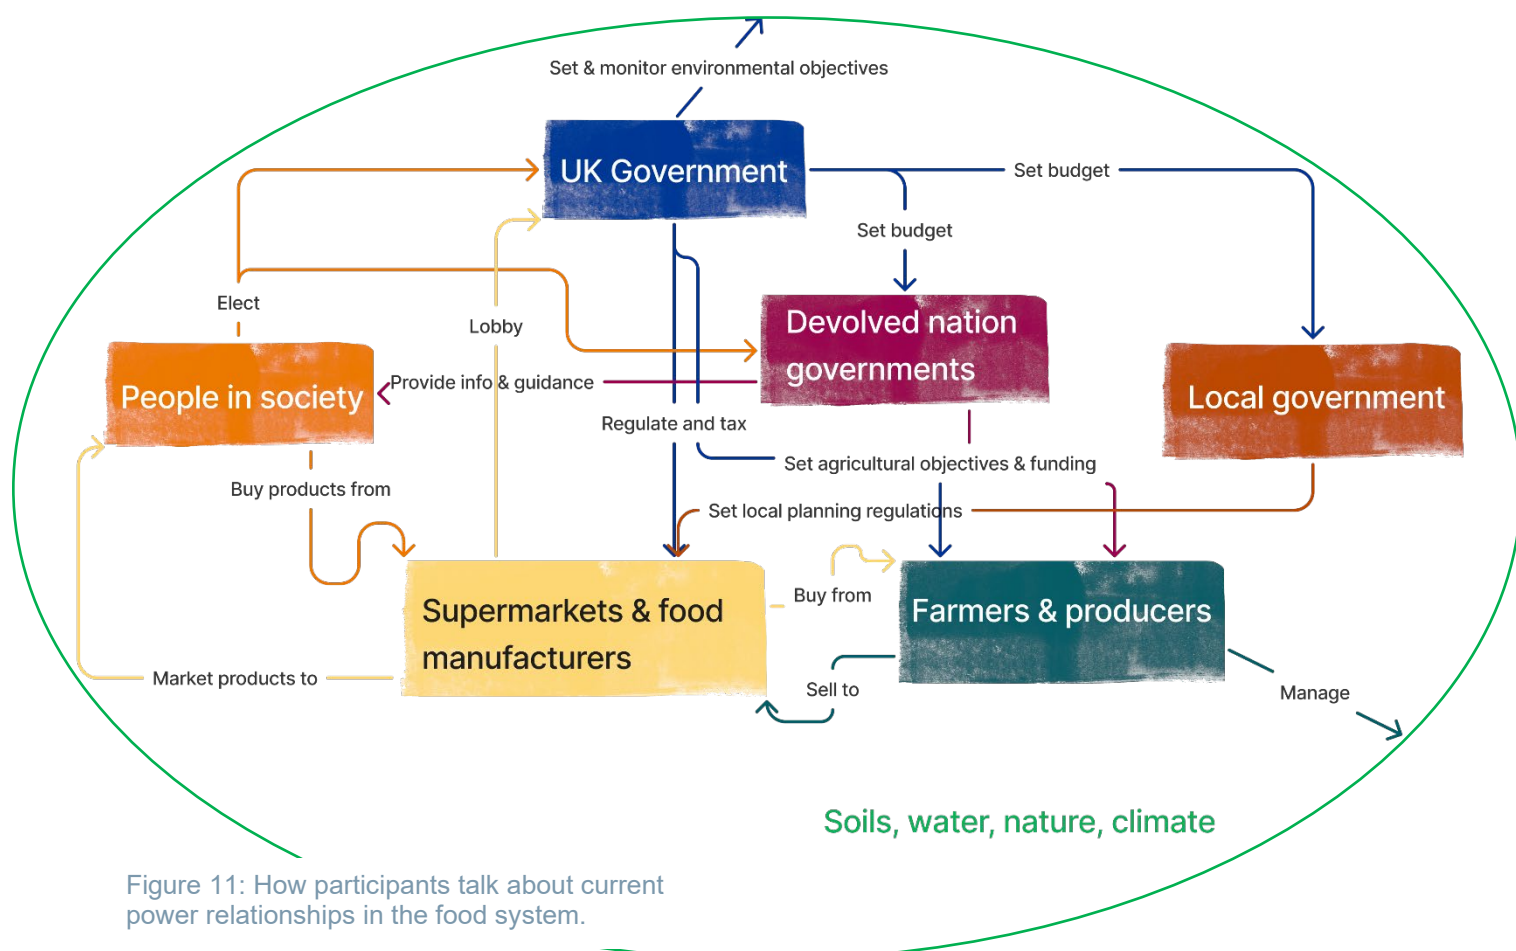 Set & monitor environmental objectives
UK Government
Set budget
Set budget
Elect
Lobby
Devolved nation
governments
People in society
Provide info & guidance
Local government
Regulate and tax
Set agricultural objectives & funding
Buy products from
Set local planning regulations
Supermarkets & food
manufacturers
Buy from
Farmers & producers
Market products to
Sell to
Manage
Soils, water, nature, climate
Figure 11: How participants talk about current
power relationships in the food system.